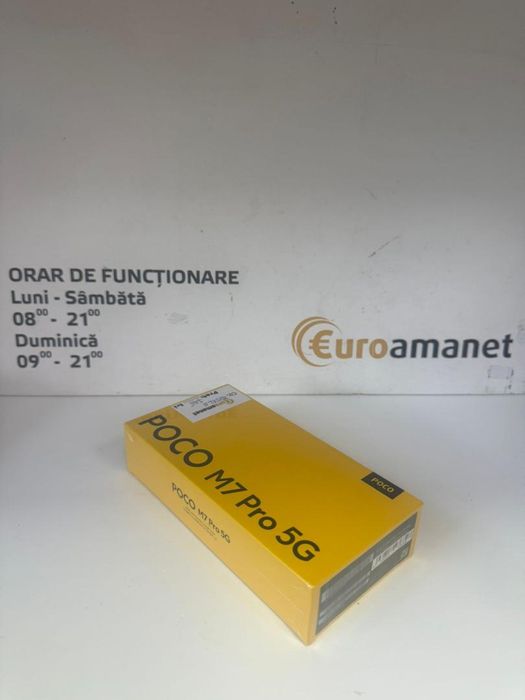 ORAR DE FUNCȚIONARE
Luni - Sâmbătă
08⁰⁰ - 21⁰⁰
Duminică
09⁰⁰ - 21⁰⁰
€uroamanet
POCO M7 Pro 5G
POCO
POCO M7 Pro 5G